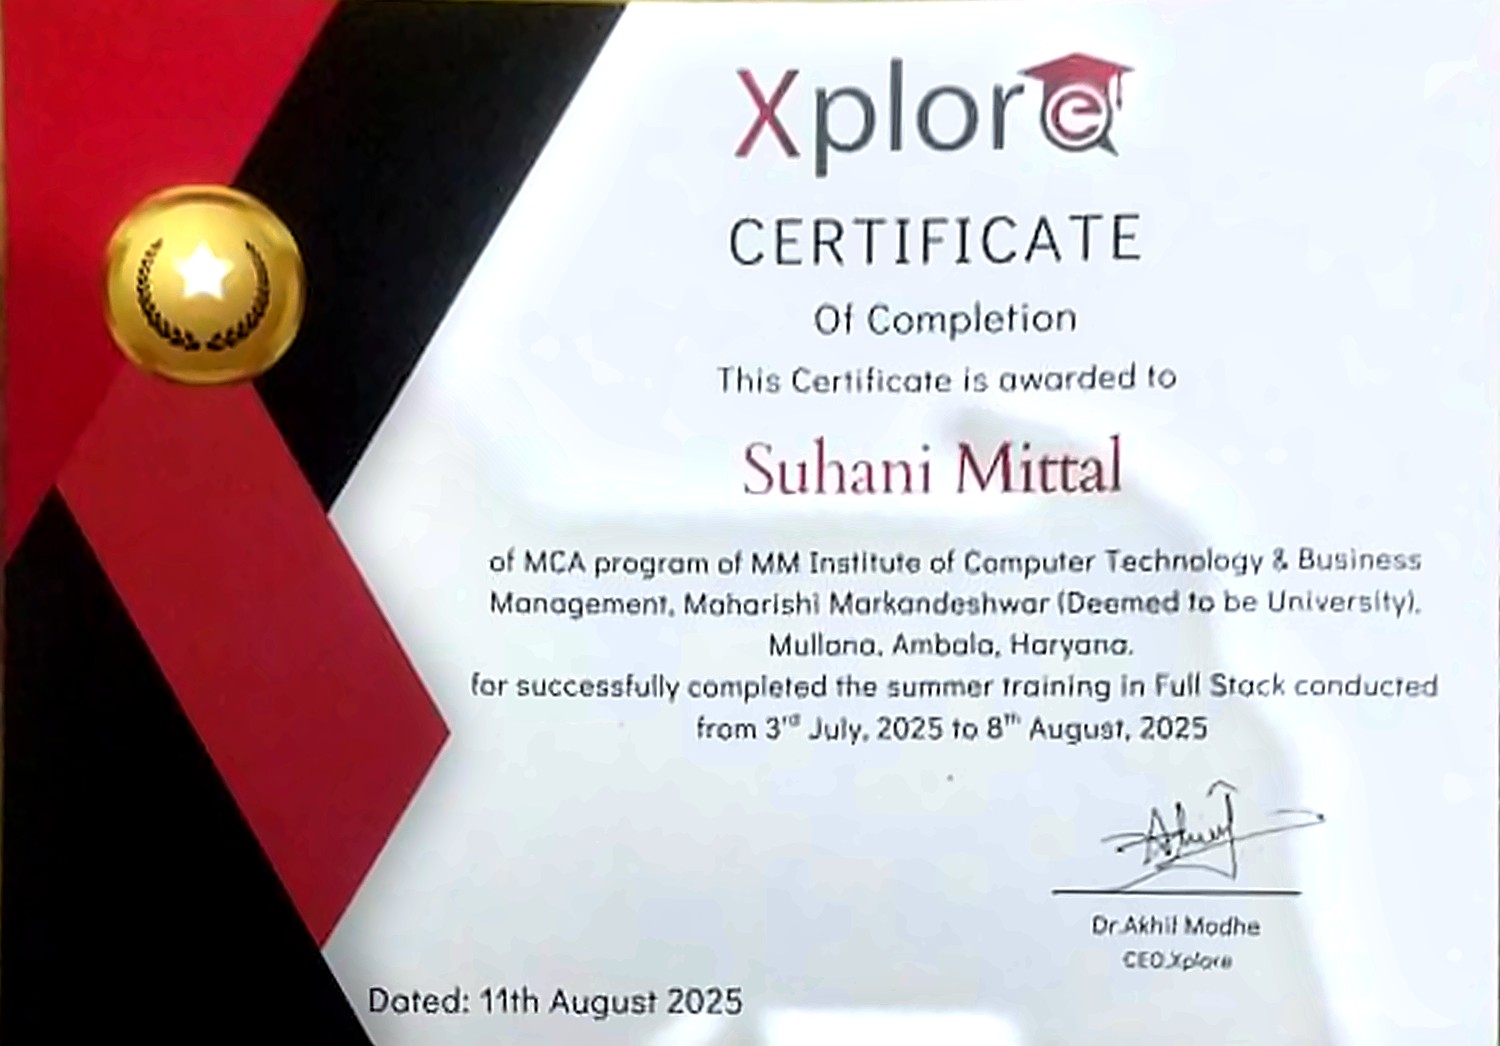 Xplore
CERTIFICATE
Of Completion
This Certificate is awarded to
Suhani Mittal
of MCA program of MM Institute of Computer Technology & Business
Management, Maharishi Markandeshwar (Deemed to be University),
Mullana, Ambala, Haryana.
for successfully completed the summer training in Full Stack conducted
from 3rd July, 2025 to 8th August, 2025
Dr.Akhil Modhe
CEO,Xplore
Dated: 11th August 2025